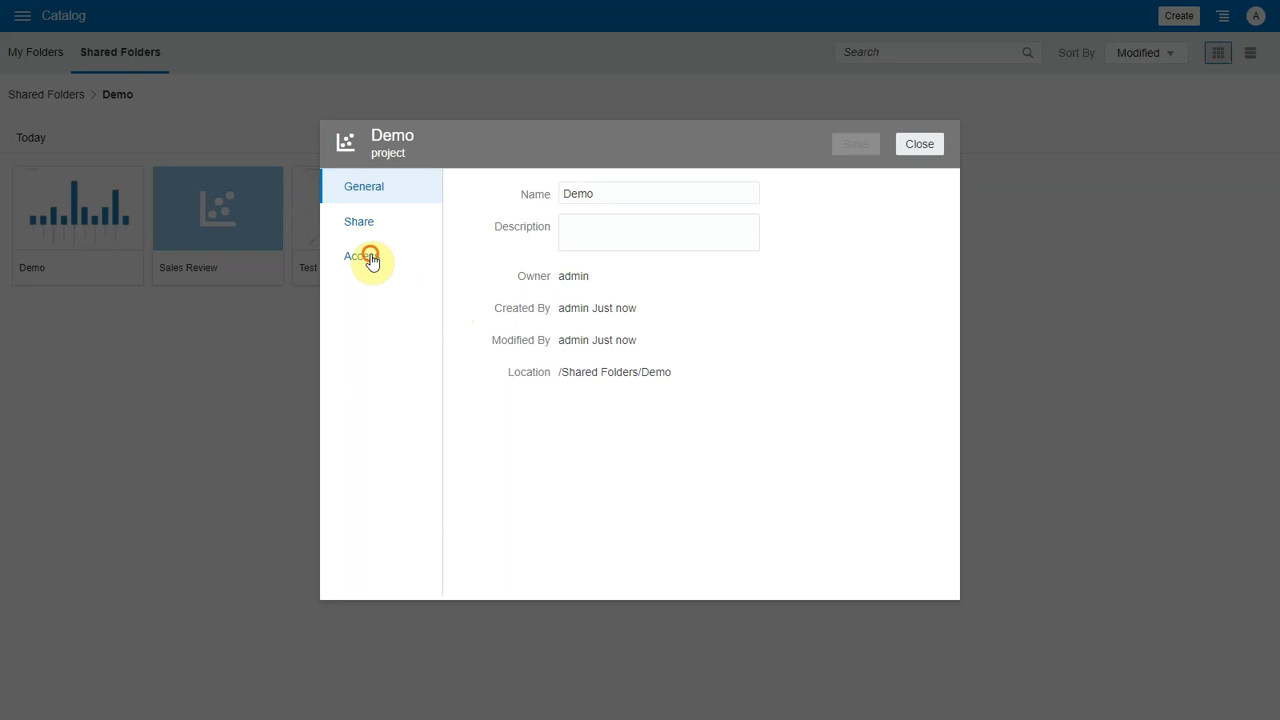 Catalog
Create
A
My Folders
Shared Folders
Search
Sort By
Modified
Shared Folders > Demo
Today
Demo
project
Save
Close
General
Share
Name
Demo
Description
Owner
admin
Created By
admin Just now
Modified By
admin Just now
Location
/Shared Folders/Demo
Demo
Sales Review
Test